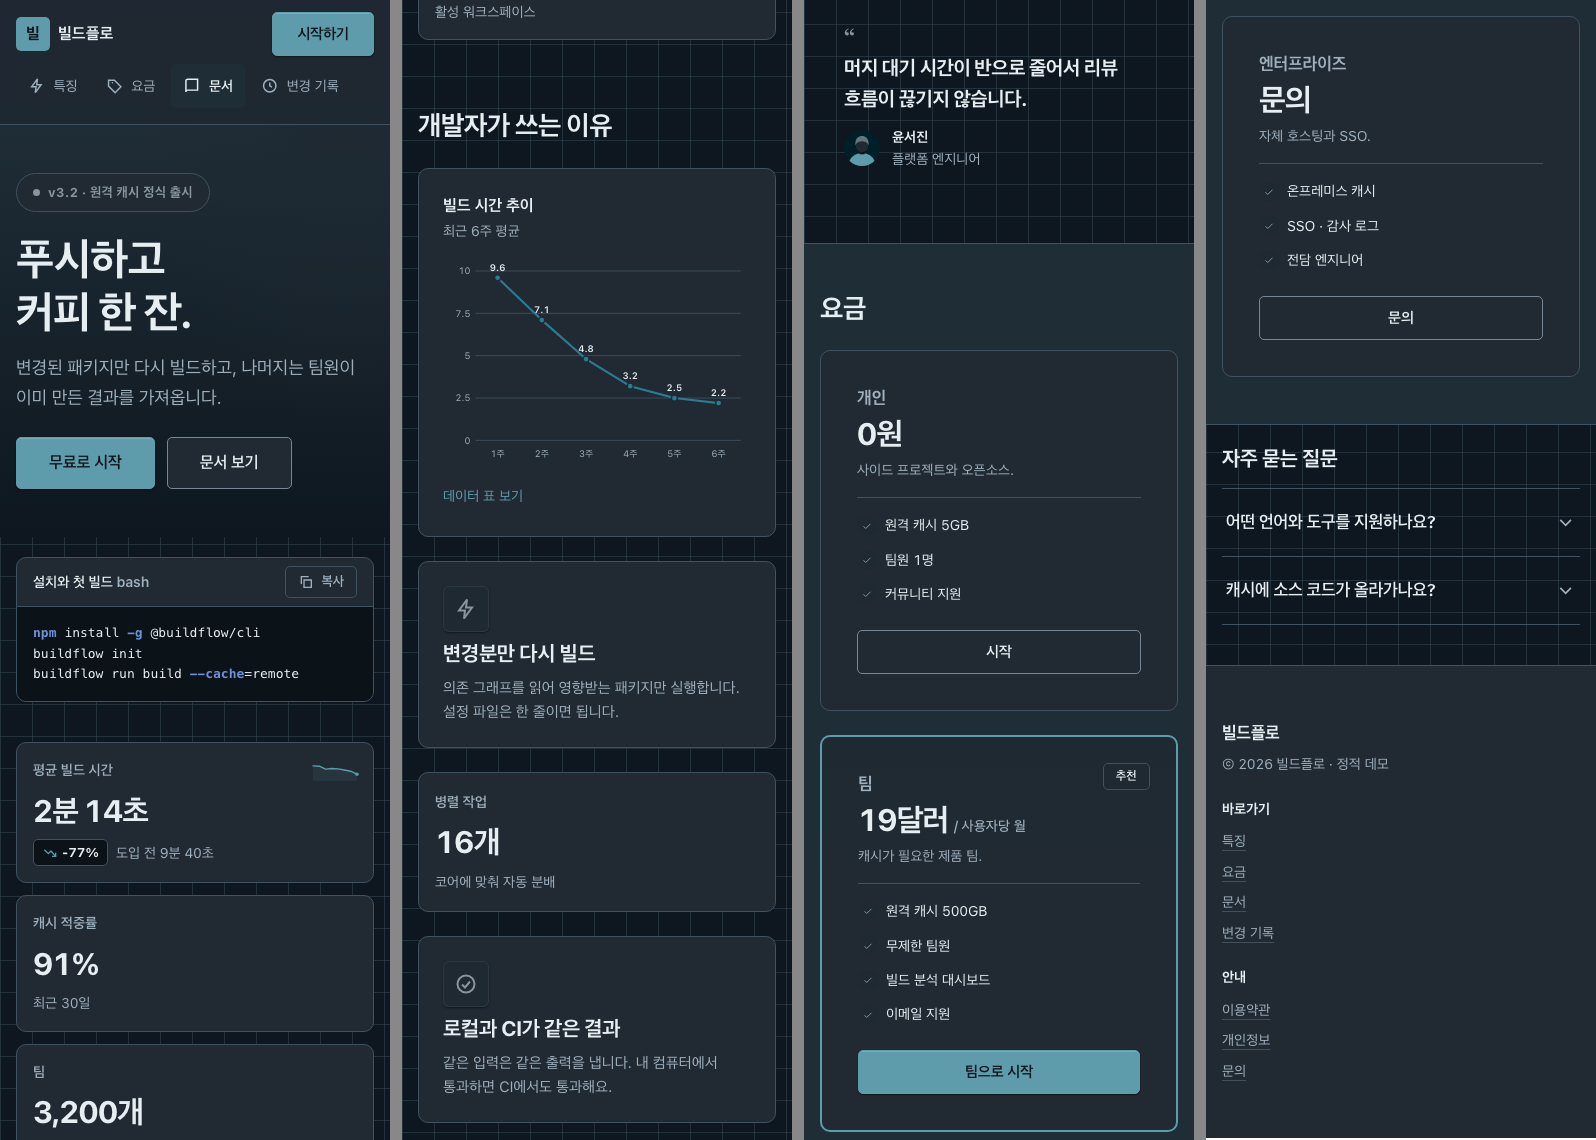 빌 빌드플로 시작하기
특징 요금 문서 변경 기록
v3.2 · 원격 캐시 정식 출시
푸시하고
커피 한 잔.
변경된 패키지만 다시 빌드하고, 나머지는 팀원이
이미 만든 결과를 가져옵니다.
무료로 시작 문서 보기
설치와 첫 빌드 bash 복사
npm install -g @buildflow/cli
buildflow init
buildflow run build --cache=remote
평균 빌드 시간
2분 14초
-77% 도입 전 9분 40초
캐시 적중률
91%
최근 30일
팀
3,200개
활성 워크스페이스
개발자가 쓰는 이유
빌드 시간 추이
최근 6주 평균
10
7.5
5
2.5
0
9.6
7.1
4.8
3.2
2.5
2.2
1주 2주 3주 4주 5주 6주
데이터 표 보기
변경분만 다시 빌드
의존 그래프를 읽어 영향받는 패키지만 실행합니다.
설정 파일은 한 줄이면 됩니다.
병렬 작업
16개
코어에 맞춰 자동 분배
로컬과 CI가 같은 결과
같은 입력은 같은 출력을 냅니다. 내 컴퓨터에서
통과하면 CI에서도 통과해요.
“
머지 대기 시간이 반으로 줄어서 리뷰
흐름이 끊기지 않습니다.
윤서진
플랫폼 엔지니어
요금
개인
0원
사이드 프로젝트와 오픈소스.
원격 캐시 5GB
팀원 1명
커뮤니티 지원
시작
추천
팀
19달러 / 사용자당 월
캐시가 필요한 제품 팀.
원격 캐시 500GB
무제한 팀원
빌드 분석 대시보드
이메일 지원
팀으로 시작
엔터프라이즈
문의
자체 호스팅과 SSO.
온프레미스 캐시
SSO · 감사 로그
전담 엔지니어
문의
자주 묻는 질문
어떤 언어와 도구를 지원하나요?
캐시에 소스 코드가 올라가나요?
빌드플로
© 2026 빌드플로 · 정적 데모
바로가기
특징
요금
문서
변경 기록
안내
이용약관
개인정보
문의